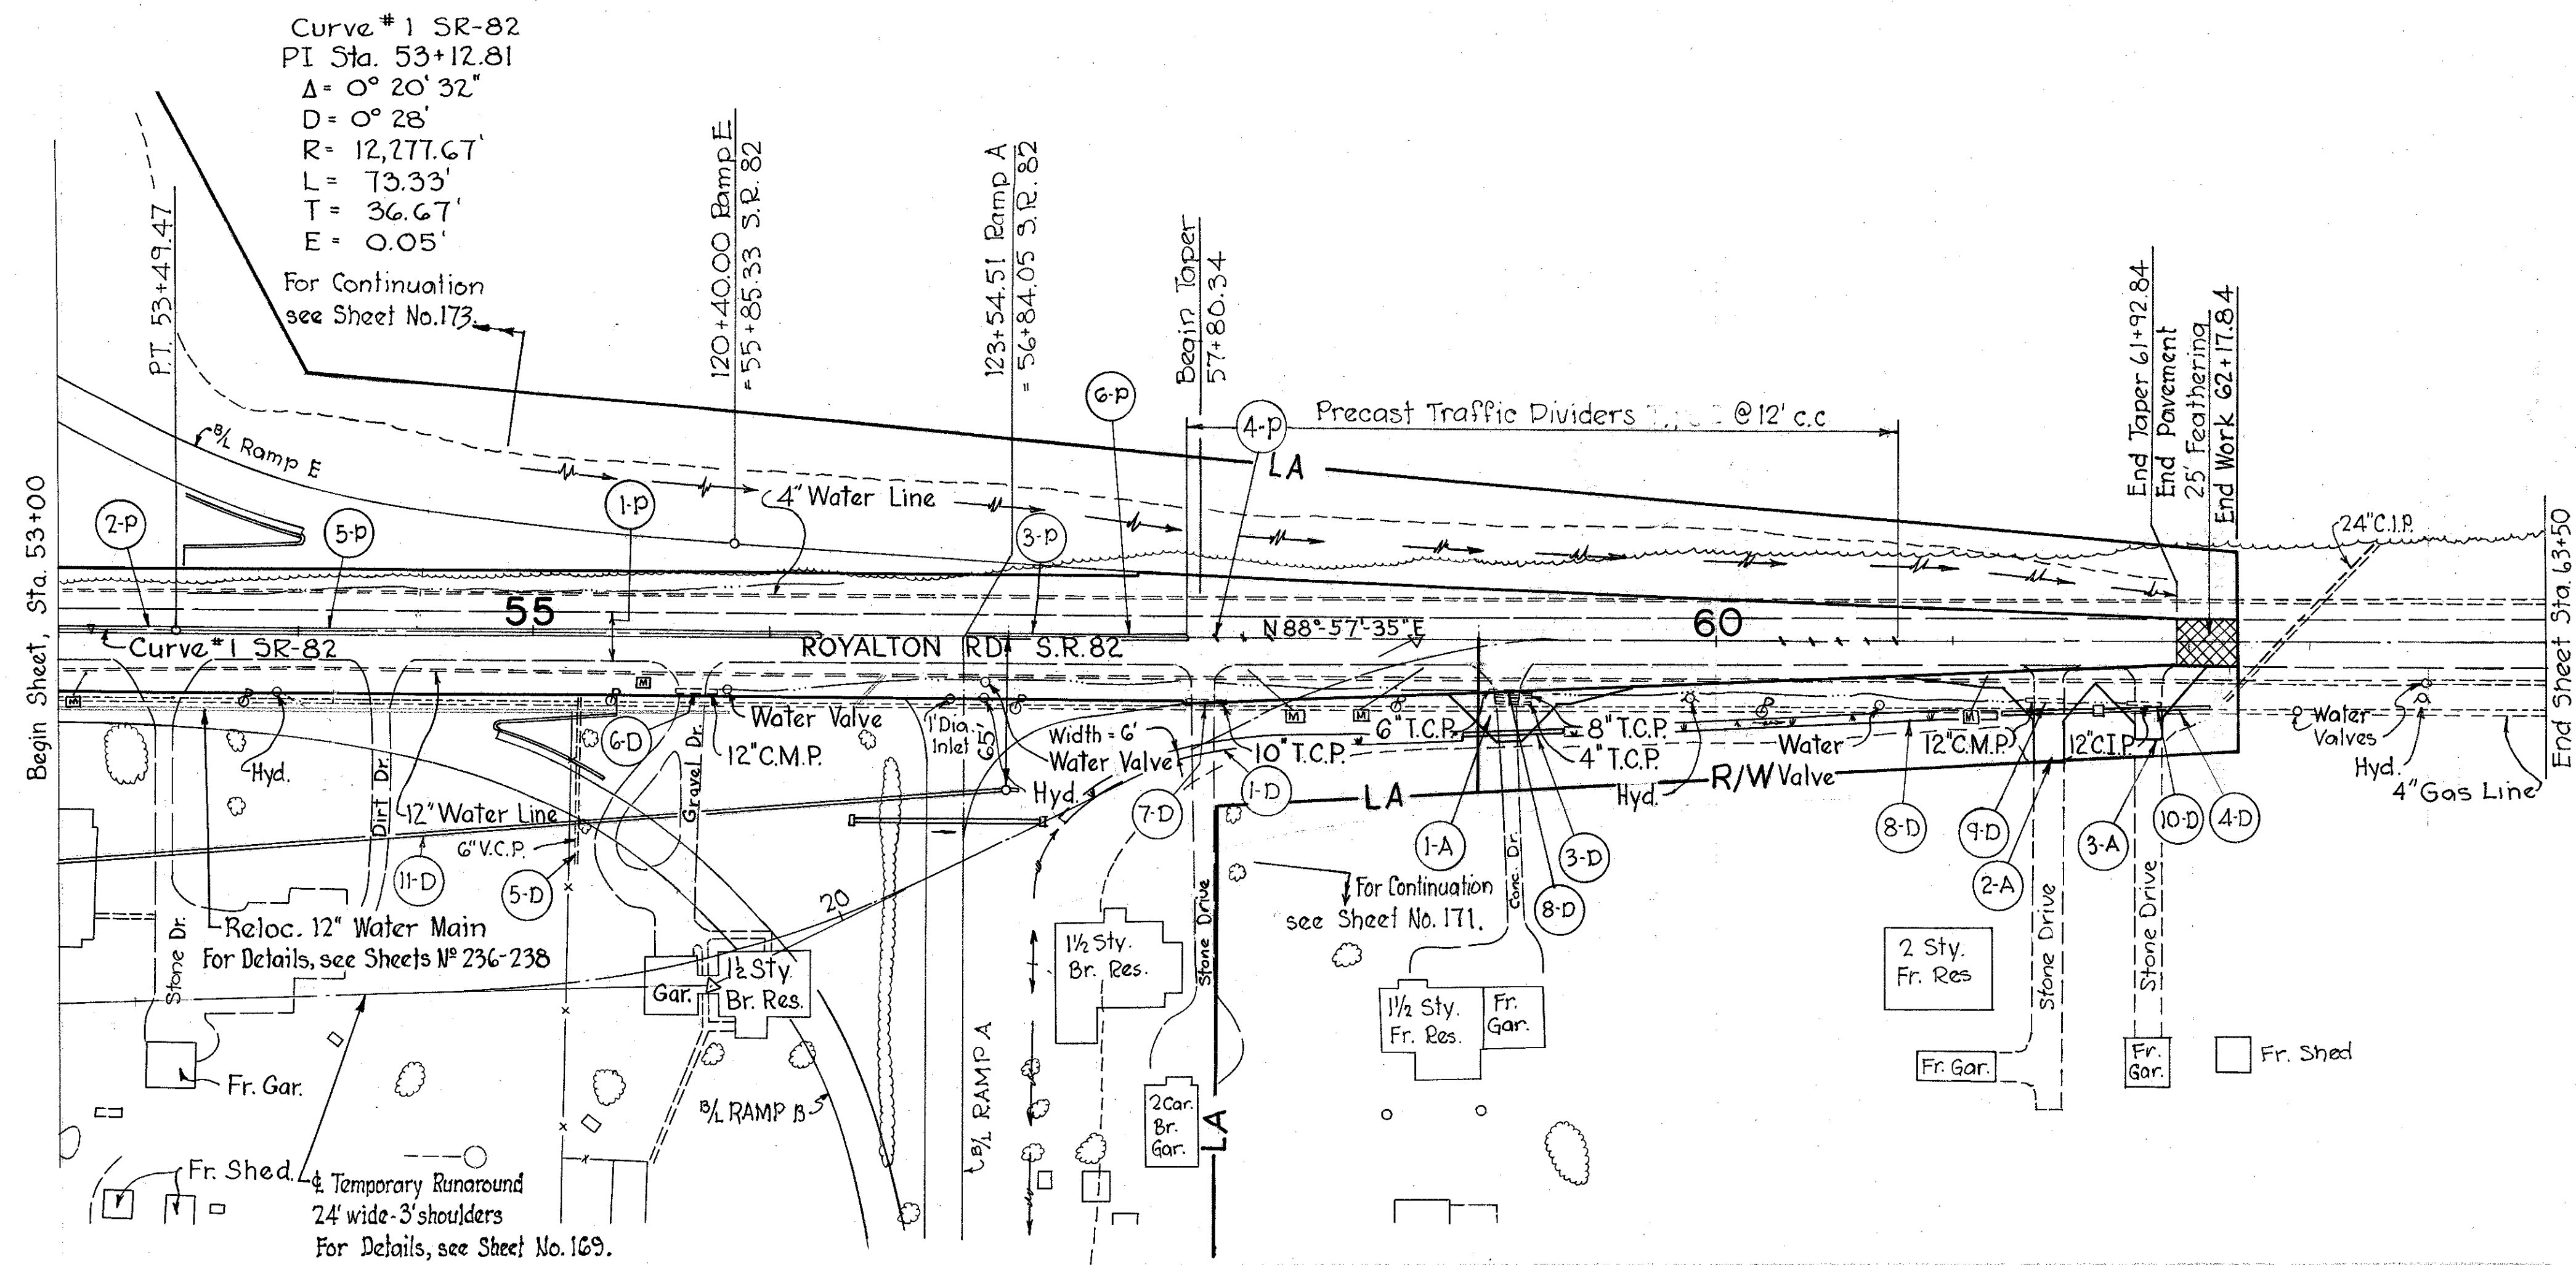 Curve # 1 SR-82
PI Sta. 53+12.81
Δ = 0° 20' 32"
D = 0° 28'
R = 12,277.67'
L = 73.33'
T = 36.67'
E = 0.05'
For Continuation
see Sheet No.173.
P.T. 53+49.47
120+40.00 Ramp E
= 55+85.33 S.R. 82
123+54.51 Ramp A
= 56+84.05 S.R. 82
Begin Taper
57+80.34
End Taper 61+92.84
End Pavement
25' Feathering
End Work 62+17.84
Begin Sheet, Sta. 53+00
End Sheet Sta. 63+50
Precast Traffic Dividers @ 12' c.c
6-P
4-P
LA
B/L Ramp E
1-P
4" Water Line
2-P
5-P
3-P
24" C.I.P.
55
60
N 88°-57'-35" E
Curve #1 SR-82
ROYALTON RD S.R. 82
M
M
M
M
M
Water Valve
1' Dia.
Inlet
65'
Width = 6'
Water Valve
6" T.C.P.
10" T.C.P.
8" T.C.P.
4" T.C.P.
Water
Valve
12" C.M.P.
12" C.I.P.
Water
Valves
Hyd.
4" Gas Line
6-D
12" C.M.P.
Hyd.
Hyd.
Hyd.
LA
R/W
Dirt Dr.
Gravel Dr.
12" Water Line
6" V.C.P.
7-D
1-D
1-A
3-D
8-D
8-D
9-D
2-A
3-A
10-D
4-D
11-D
5-D
20
Reloc. 12" Water Main
For Details, see Sheets Nº 236-238
Stone Dr.
Gar.
1½ Sty
Br. Res.
1½ Sty.
Br. Res.
Stone Drive
For Continuation
see Sheet No. 171.
Conc. Dr.
1½ Sty.
Fr. Res.
Fr.
Gar.
2 Sty.
Fr. Res
Stone Drive
Stone Drive
Fr. Gar.
Fr.
Gar.
Fr. Shed
Fr. Gar.
B/L RAMP B
B/L RAMP A
2 Car.
Br.
Gar.
LA
Fr. Shed.
℄ Temporary Runaround
24' wide-3' shoulders
For Details, see Sheet No. 169.